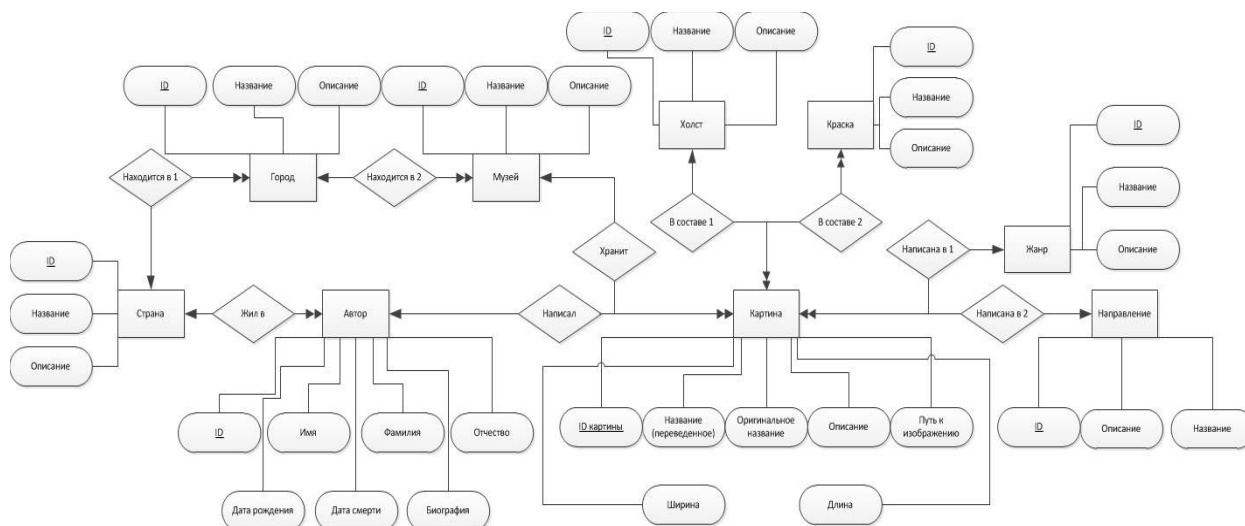 ID
Название
Описание
ID
Название
Описание
ID
Название
Описание
ID
Название
Описание
Холст
Краска
ID
Название
Описание
Находится в 1
Город
Находится в 2
Музей
В составе 1
В составе 2
Написана в 1
Жанр
Хранит
ID
Название
Описание
Страна
Жил в
Автор
Написал
Картина
Написана в 2
Направление
ID
Имя
Фамилия
Отчество
Дата рождения
Дата смерти
Биография
ID картины
Название
(переведенное)
Оригинальное
название
Описание
Путь к
изображению
Ширина
Длина
ID
Описание
Название